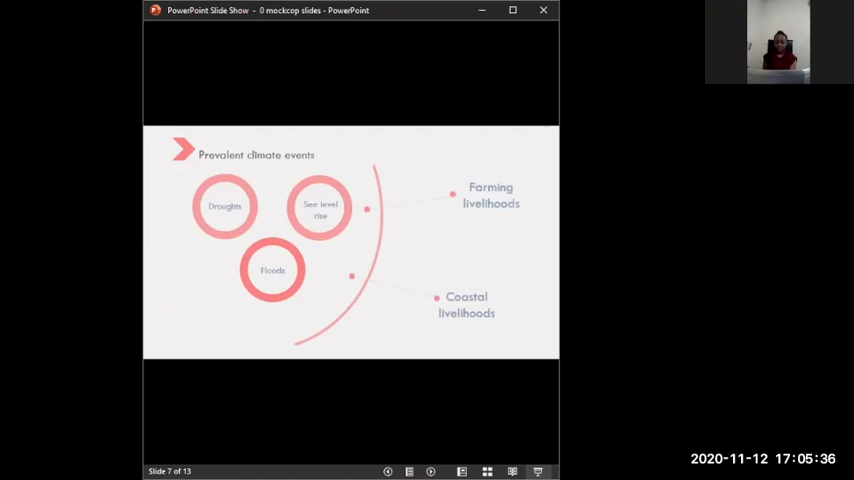 PowerPoint Slide Show - 0 mockcop slides - PowerPoint
Prevalent climate events
Droughts
See level
rise
Floods
Farming
livelihoods
Coastal
livelihoods
Slide 7 of 13
2020-11-12 17:05:36